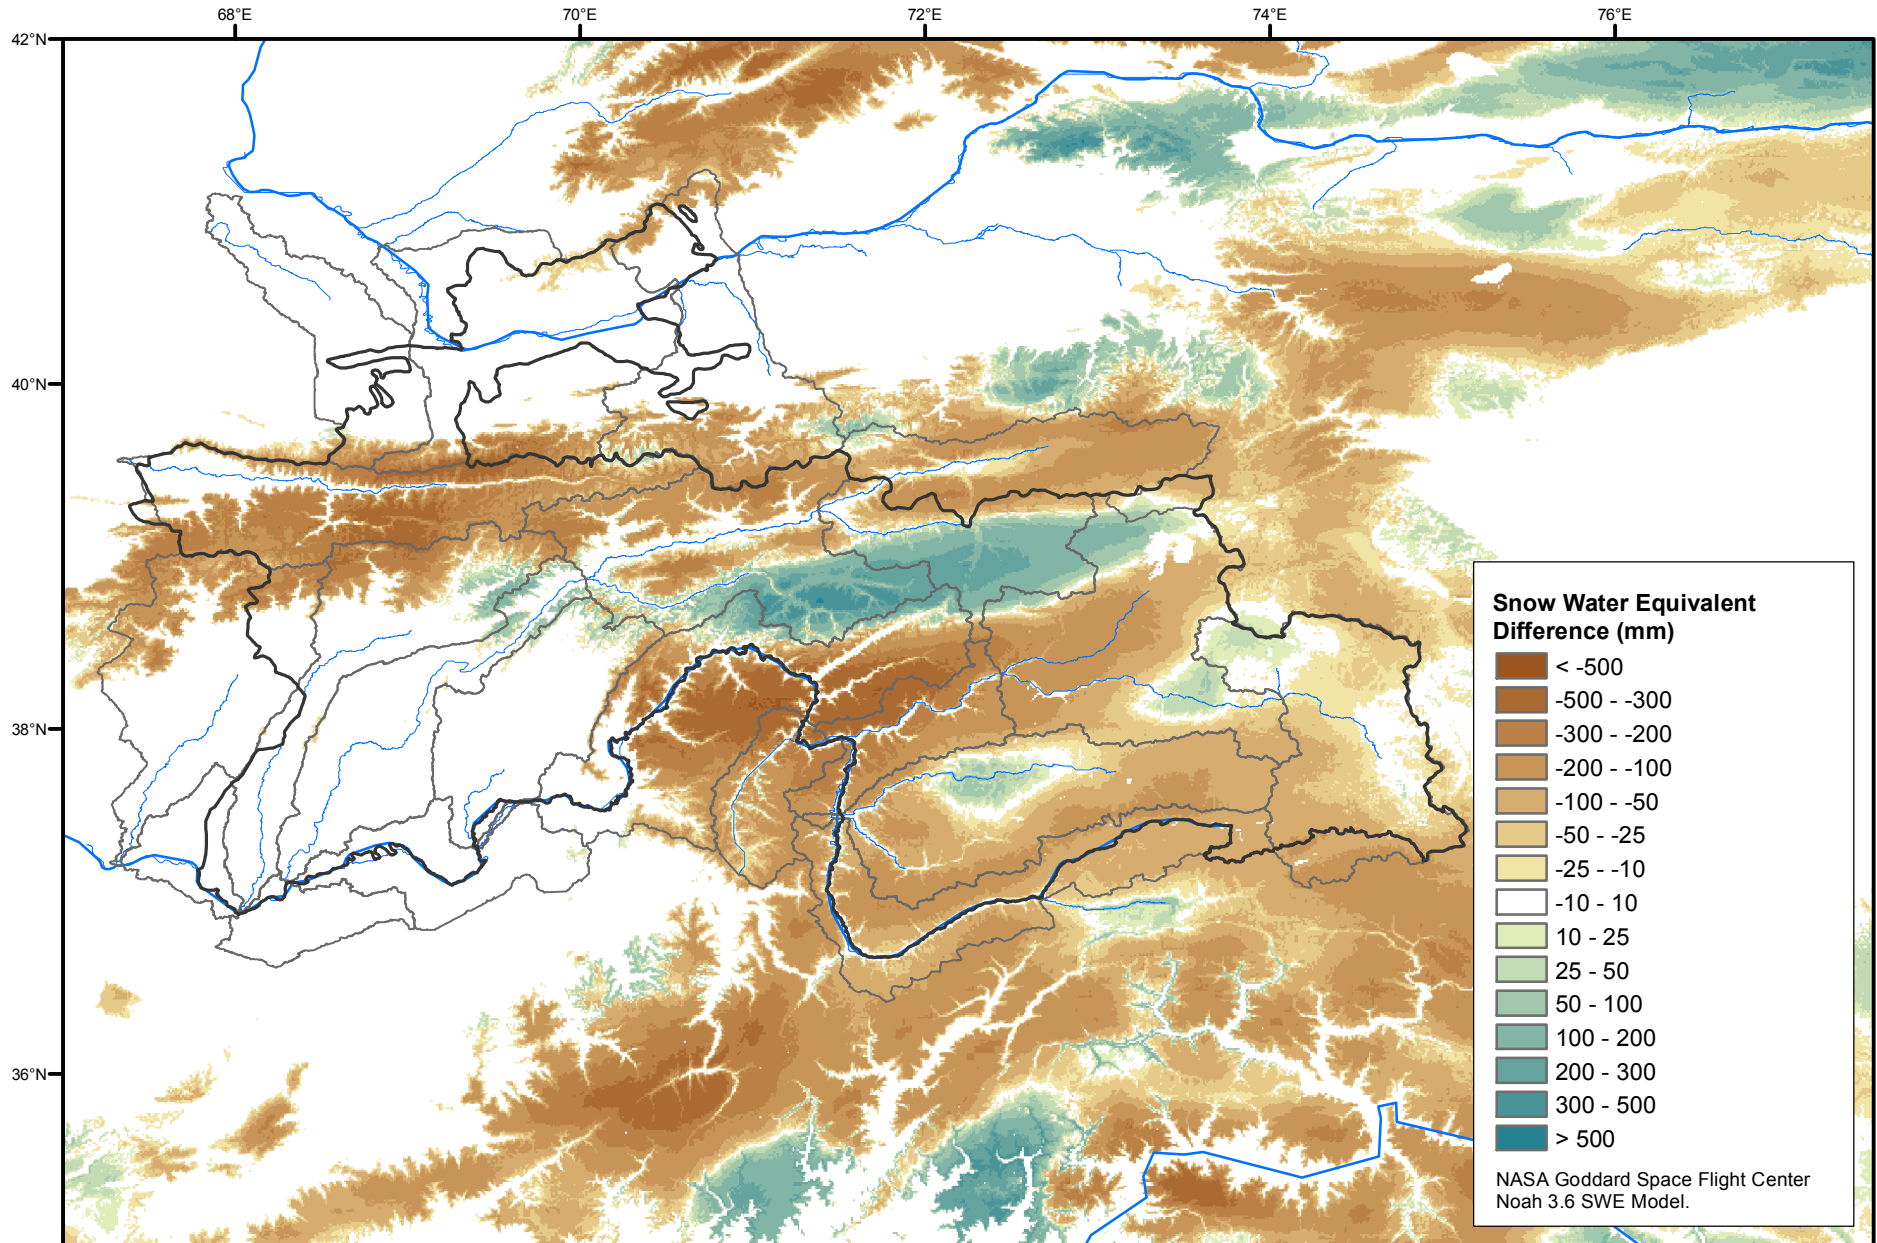 68°E
70°E
72°E
74°E
76°E
42°N
40°N
38°N
36°N
Snow Water Equivalent
Difference (mm)
< -500
-500 - -300
-300 - -200
-200 - -100
-100 - -50
-50 - -25
-25 - -10
-10 - 10
10 - 25
25 - 50
50 - 100
100 - 200
200 - 300
300 - 500
> 500
NASA Goddard Space Flight Center
Noah 3.6 SWE Model.